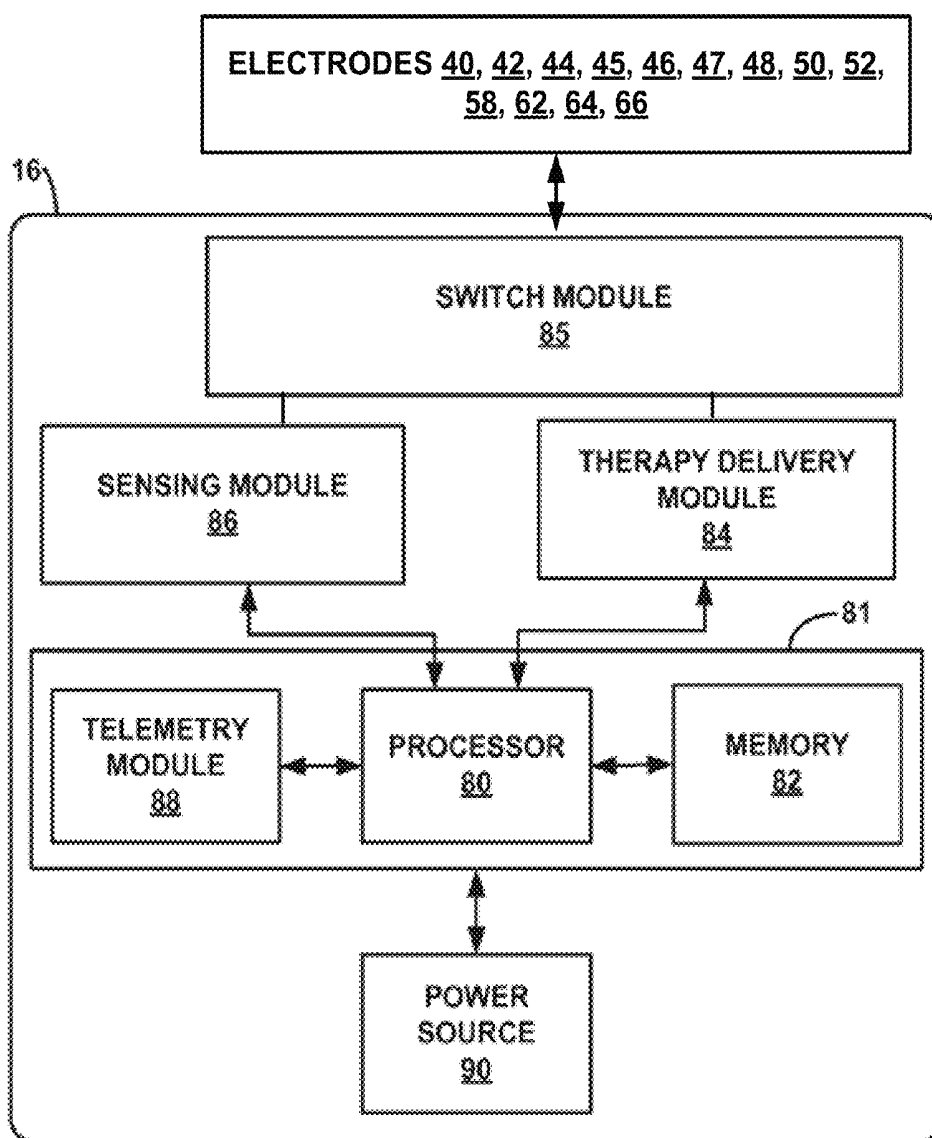 ELECTRODES 40, 42, 44, 45, 46, 47, 48, 50, 52,
58, 62, 64, 66
16
SWITCH MODULE
85
SENSING MODULE
86
THERAPY DELIVERY
MODULE
84
81
TELEMETRY
MODULE
88
PROCESSOR
80
MEMORY
82
POWER
SOURCE
90